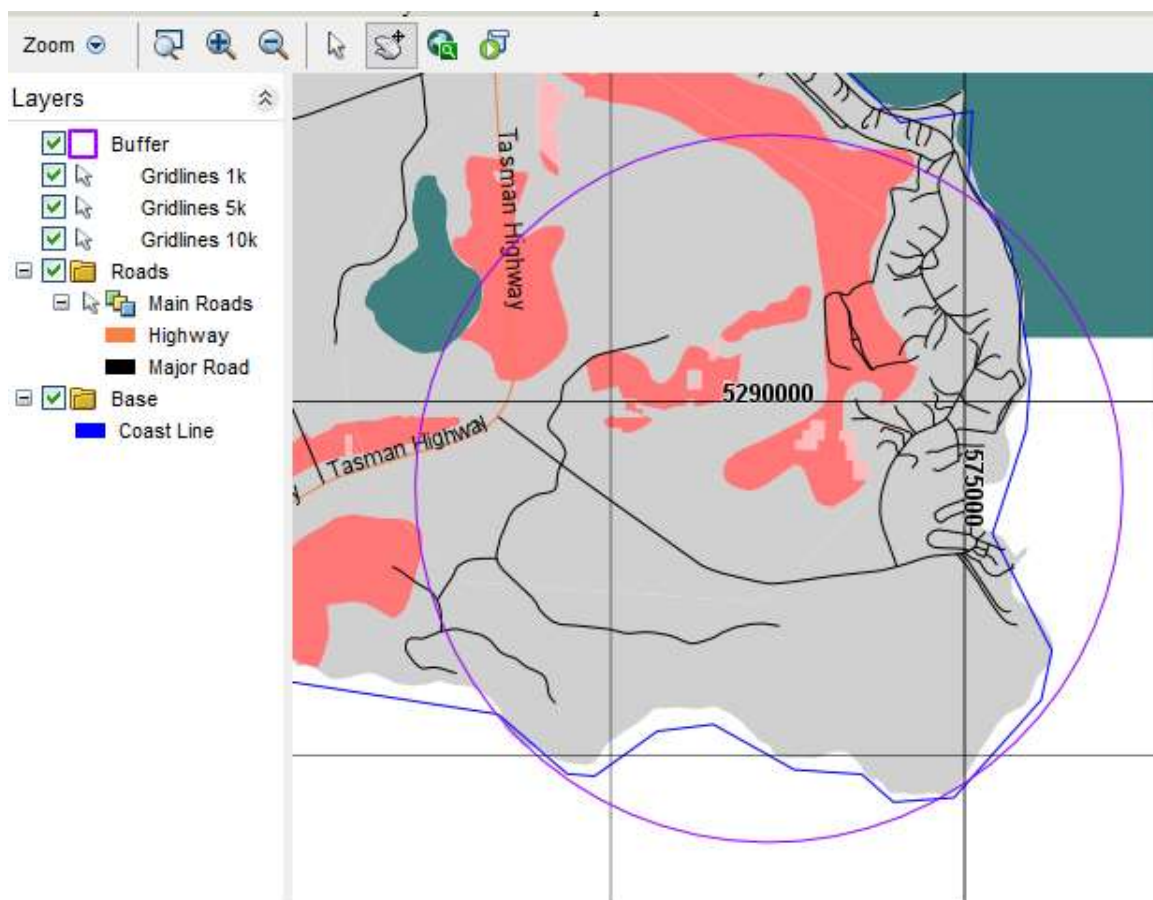 Zoom
Layers
Buffer
Gridlines 1k
Gridlines 5k
Gridlines 10k
Roads
Main Roads
Highway
Major Road
Base
Coast Line
Tasman Highway
5290000
Tasman Highway
575000